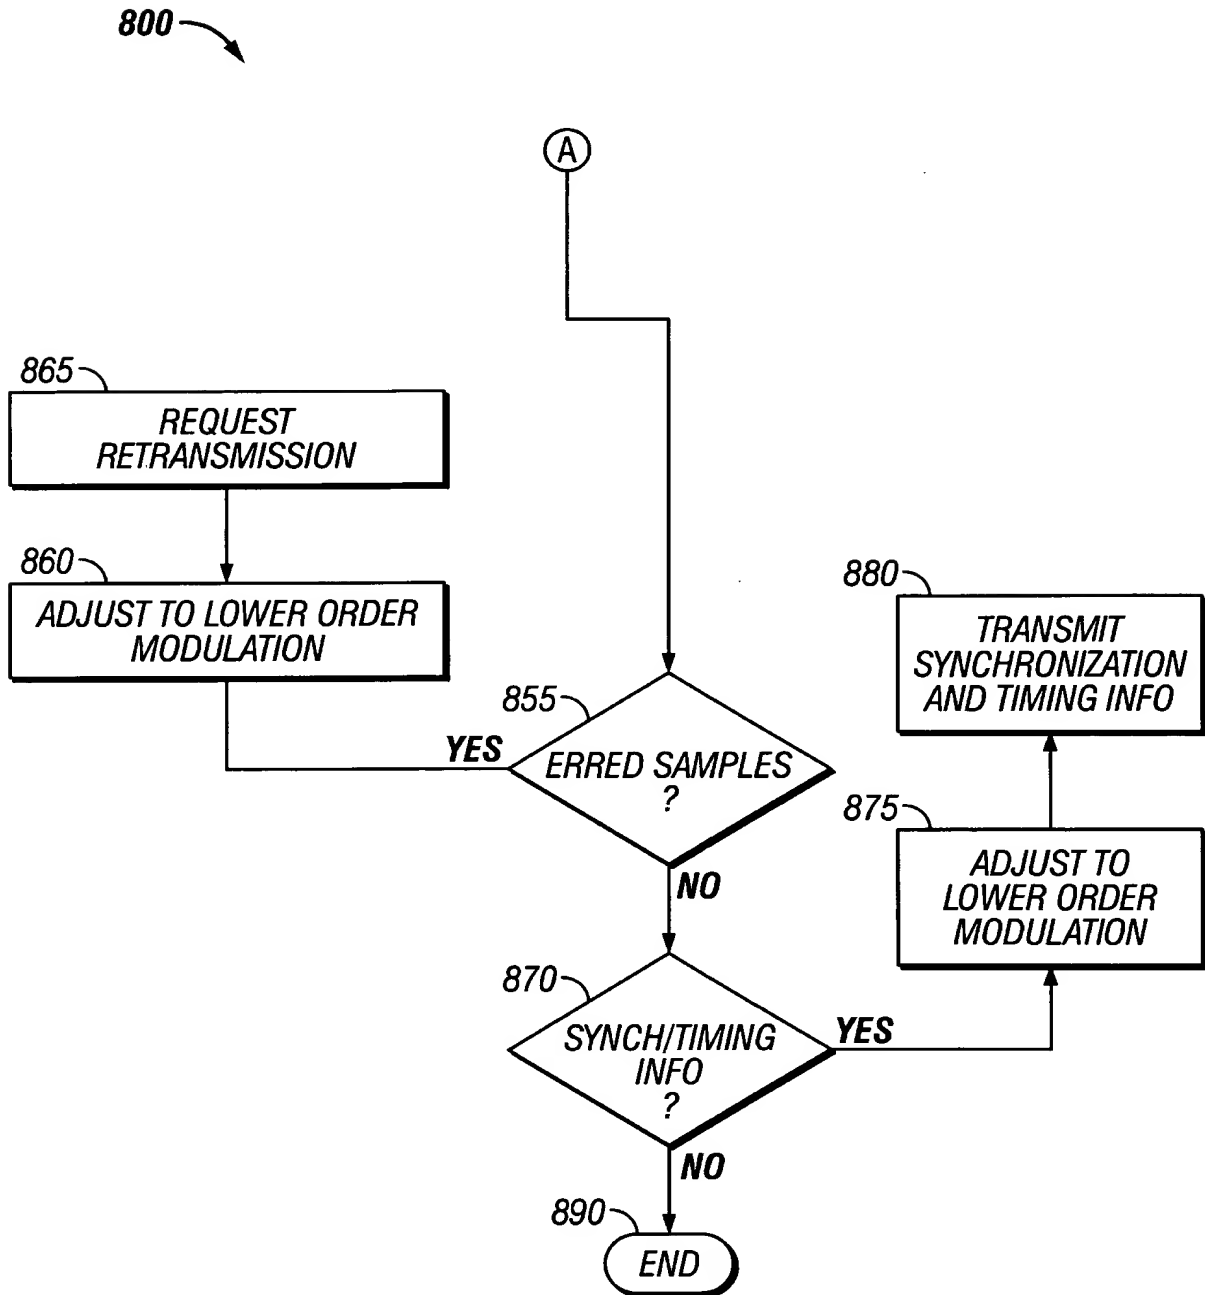 800
A
865
REQUEST
RETRANSMISSION
860
ADJUST TO LOWER ORDER
MODULATION
855
YES
ERRED SAMPLES
?
NO
880
TRANSMIT
SYNCHRONIZATION
AND TIMING INFO
875
ADJUST TO
LOWER ORDER
MODULATION
870
SYNCH/TIMING
INFO
?
YES
NO
890
END